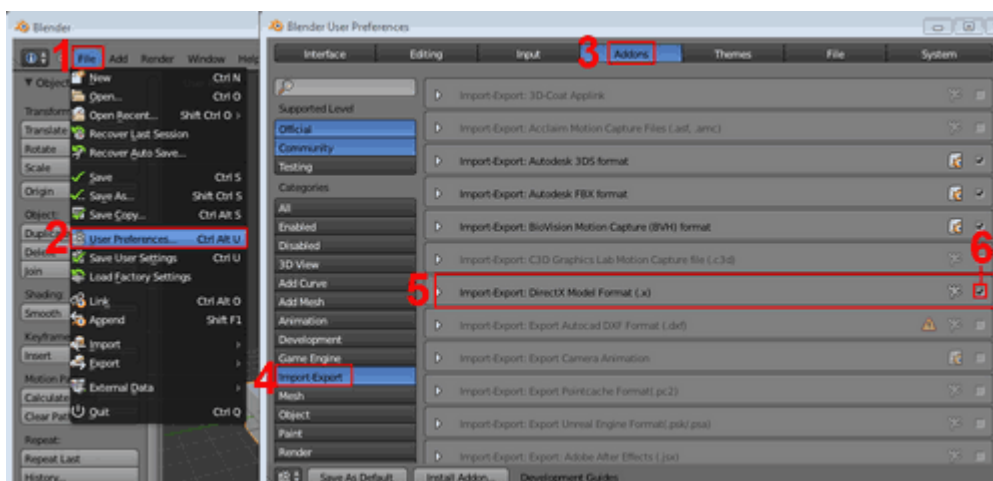 Blender
1
File Add Render Window Help
Object
Transform
Translate
Rotate
Scale
Origin
Object:
Duplic
Delete
Join
Shading:
Smooth
Keyframe
Insert
Motion Pa
Calculate
Clear Pat
Repeat:
Repeat Last
History...
New Ctrl N
Open... Ctrl O
Open Recent... Shift Ctrl O
Recover Last Session
Recover Auto Save...
Save Ctrl S
Save As... Shift Ctrl S
Save Copy... Ctrl Alt S
2
User Preferences... Ctrl Alt U
Save User Settings Ctrl U
Load Factory Settings
Link Ctrl Alt O
Append Shift F1
Import
Export
External Data
Quit Ctrl Q
Blender User Preferences
Interface Editing Input 3 Addons Themes File System
Supported Level
Official
Community
Testing
Categories
All
Enabled
Disabled
3D View
Add Curve
Add Mesh
Animation
Development
Game Engine
4
Import-Export
Mesh
Object
Paint
Render
Import-Export: 3D-Coat Applink
Import-Export: Acclaim Motion Capture Files (.asf, .amc)
Import-Export: Autodesk 3DS format
Import-Export: Autodesk FBX format
Import-Export: BioVision Motion Capture (BVH) format
Import-Export: C3D Graphics Lab Motion Capture file (.c3d)
6
5
Import-Export: DirectX Model Format (.x)
Import-Export: Export Autocad DXF Format (.dxf)
Import-Export: Export Camera Animation
Import-Export: Export Pointcache Format(.pc2)
Import-Export: Export Unreal Engine Format(.psk/.psa)
Import-Export: Export: Adobe After Effects (.jsx)
Save As Default Install Addon... Development Guides